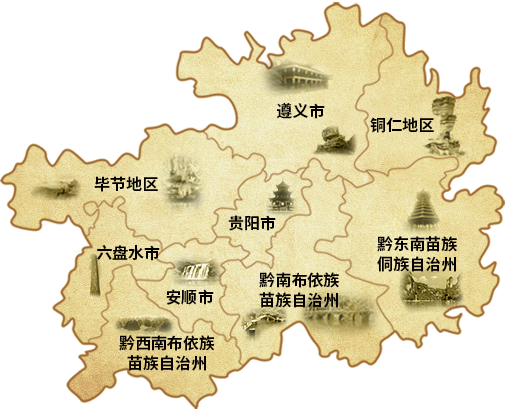 遵义市
铜仁地区
毕节地区
贵阳市
黔东南苗族
侗族自治州
六盘水市
黔南布依族
苗族自治州
安顺市
黔西南布依族
苗族自治州